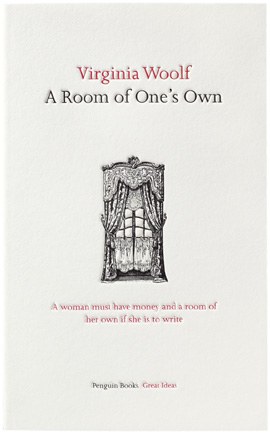 Virginia Woolf
A Room of One's Own
A woman must have money and a room of
her own if she is to write
Penguin Books Great Ideas